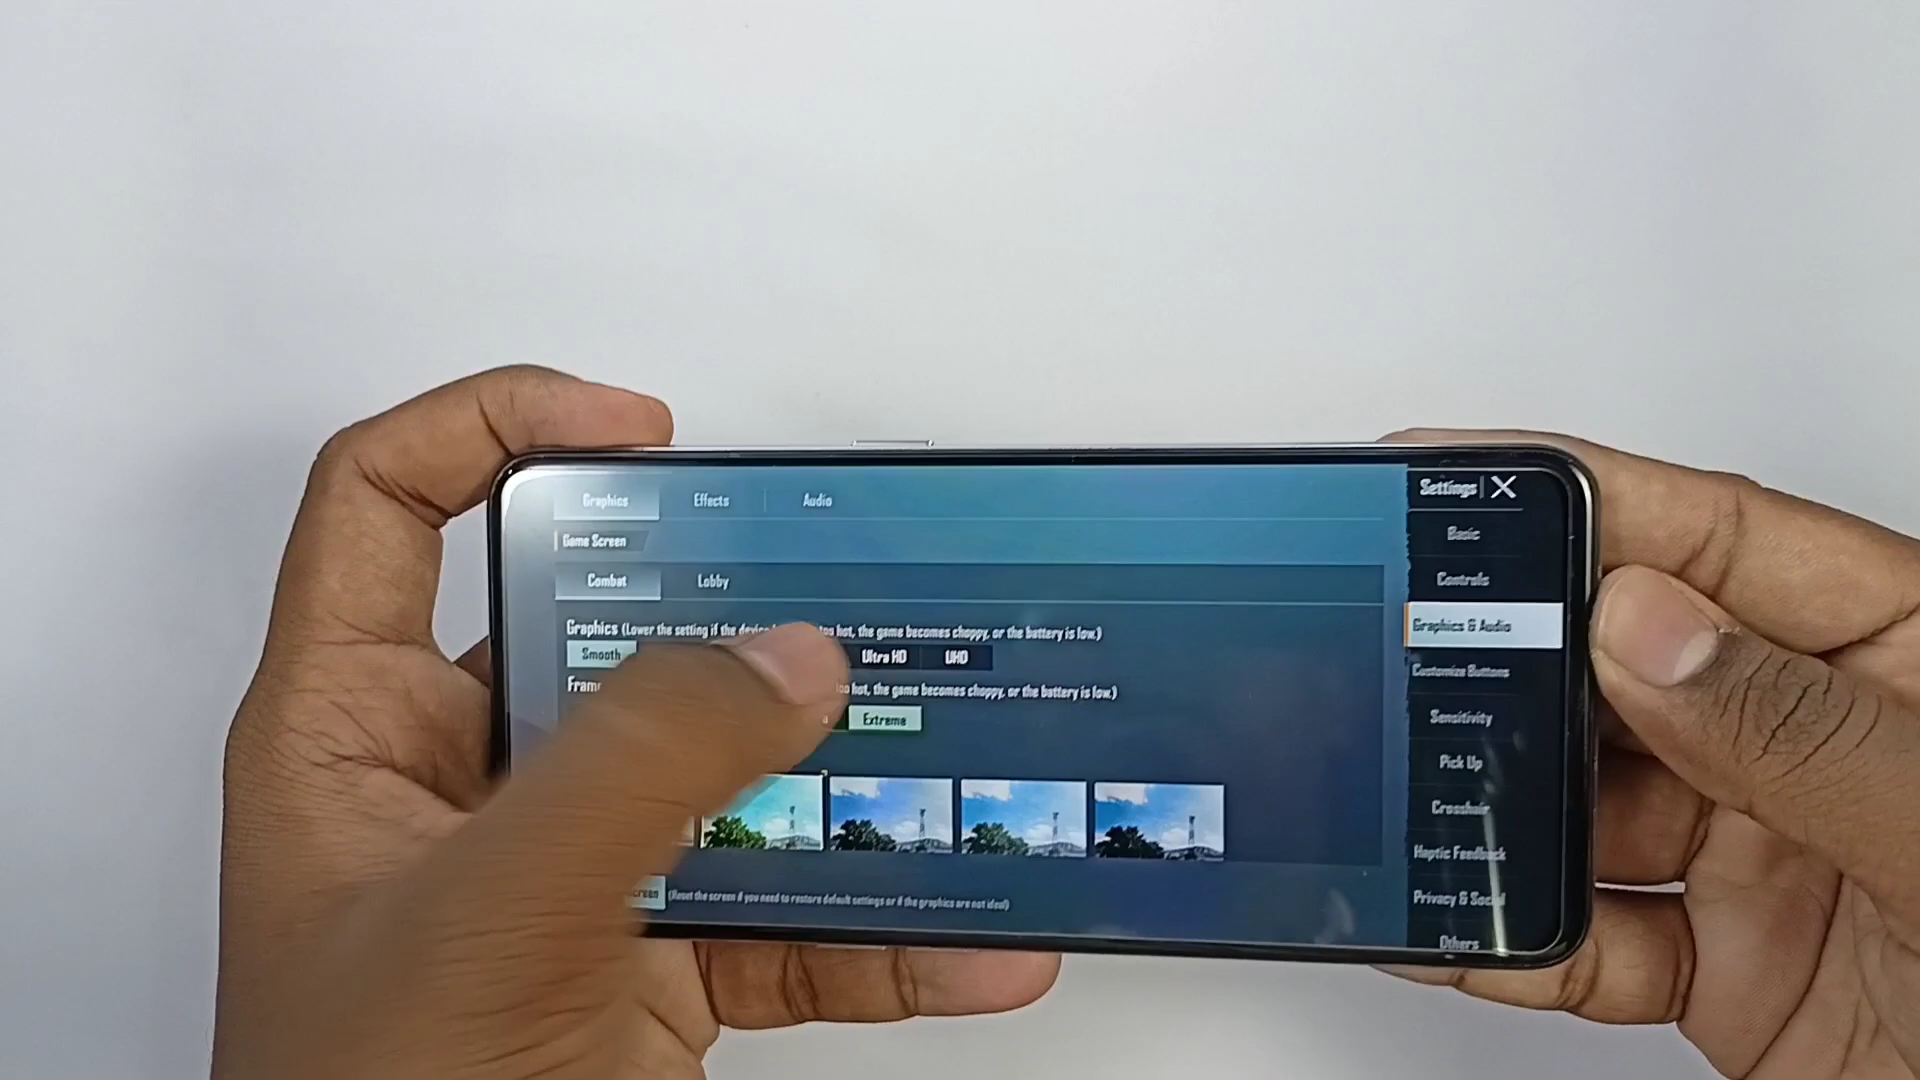 Graphics Effects Audio
Settings
Game Screen
Basic
Combat Lobby
Controls
Graphics (Lower the setting if the too hot, the game becomes choppy, or the battery is low.)
Graphics & Audio
Smooth Ultra HD UHD
Customize Buttons
hot, the game becomes choppy, or the battery is low.)
Extreme
Sensitivity
Pick Up
Crosshair
Haptic Feedback
(Reset the screen if you need to restore default settings or if the graphics are not ideal)
Privacy & Social
Others